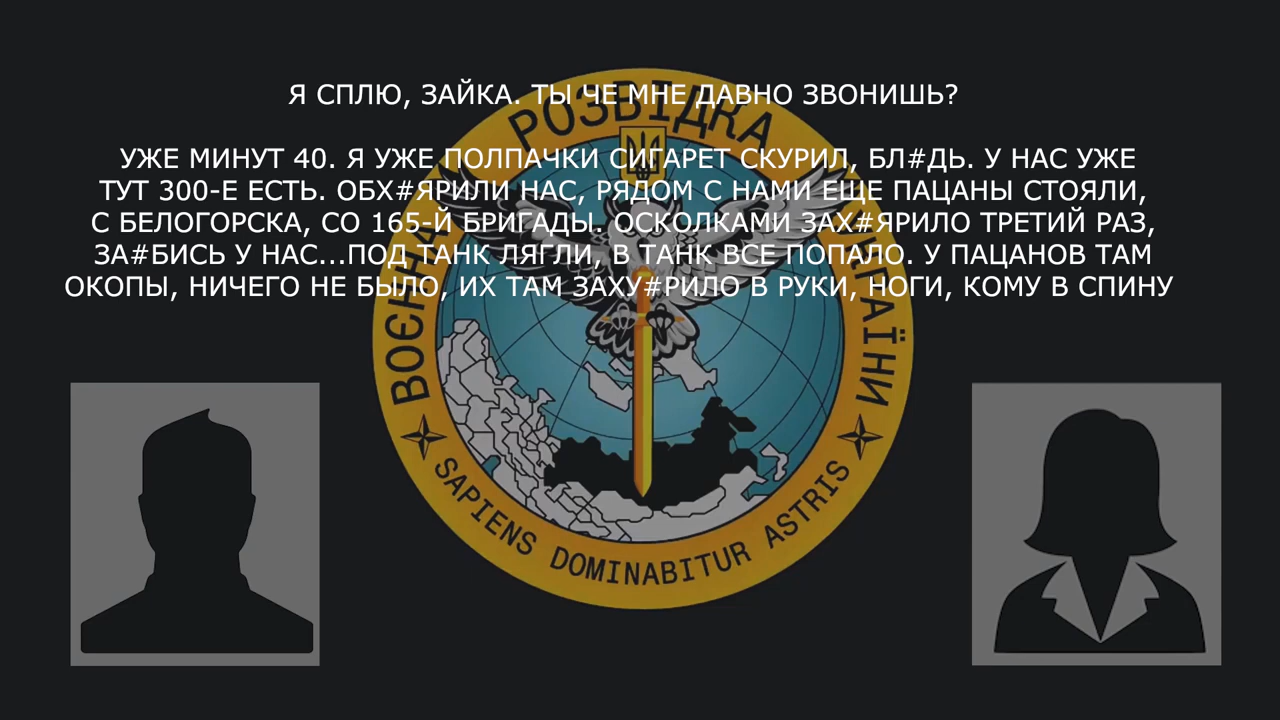 Я СПЛЮ, ЗАЙКА. ТЫ ЧЕ МНЕ ДАВНО ЗВОНИШЬ?
УЖЕ МИНУТ 40. Я УЖЕ ПОЛПАЧКИ СИГАРЕТ СКУРИЛ, БЛ#ДЬ. У НАС УЖЕ
ТУТ 300-Е ЕСТЬ. ОБХ#ЯРИЛИ НАС, РЯДОМ С НАМИ ЕЩЕ ПАЦАНЫ СТОЯЛИ,
С БЕЛОГОРСКА, СО 165-Й БРИГАДЫ. ОСКОЛКАМИ ЗАХ#ЯРИЛО ТРЕТИЙ РАЗ,
ЗА#БИСЬ У НАС...ПОД ТАНК ЛЯГЛИ, В ТАНК ВСЕ ПОПАЛО. У ПАЦАНОВ ТАМ
ОКОПЫ, НИЧЕГО НЕ БЫЛО, ИХ ТАМ ЗАХУ#РИЛО В РУКИ, НОГИ, КОМУ В СПИНУ
ВОЄННА РОЗВІДКА УКРАЇНИ
SAPIENS DOMINABITUR ASTRIS